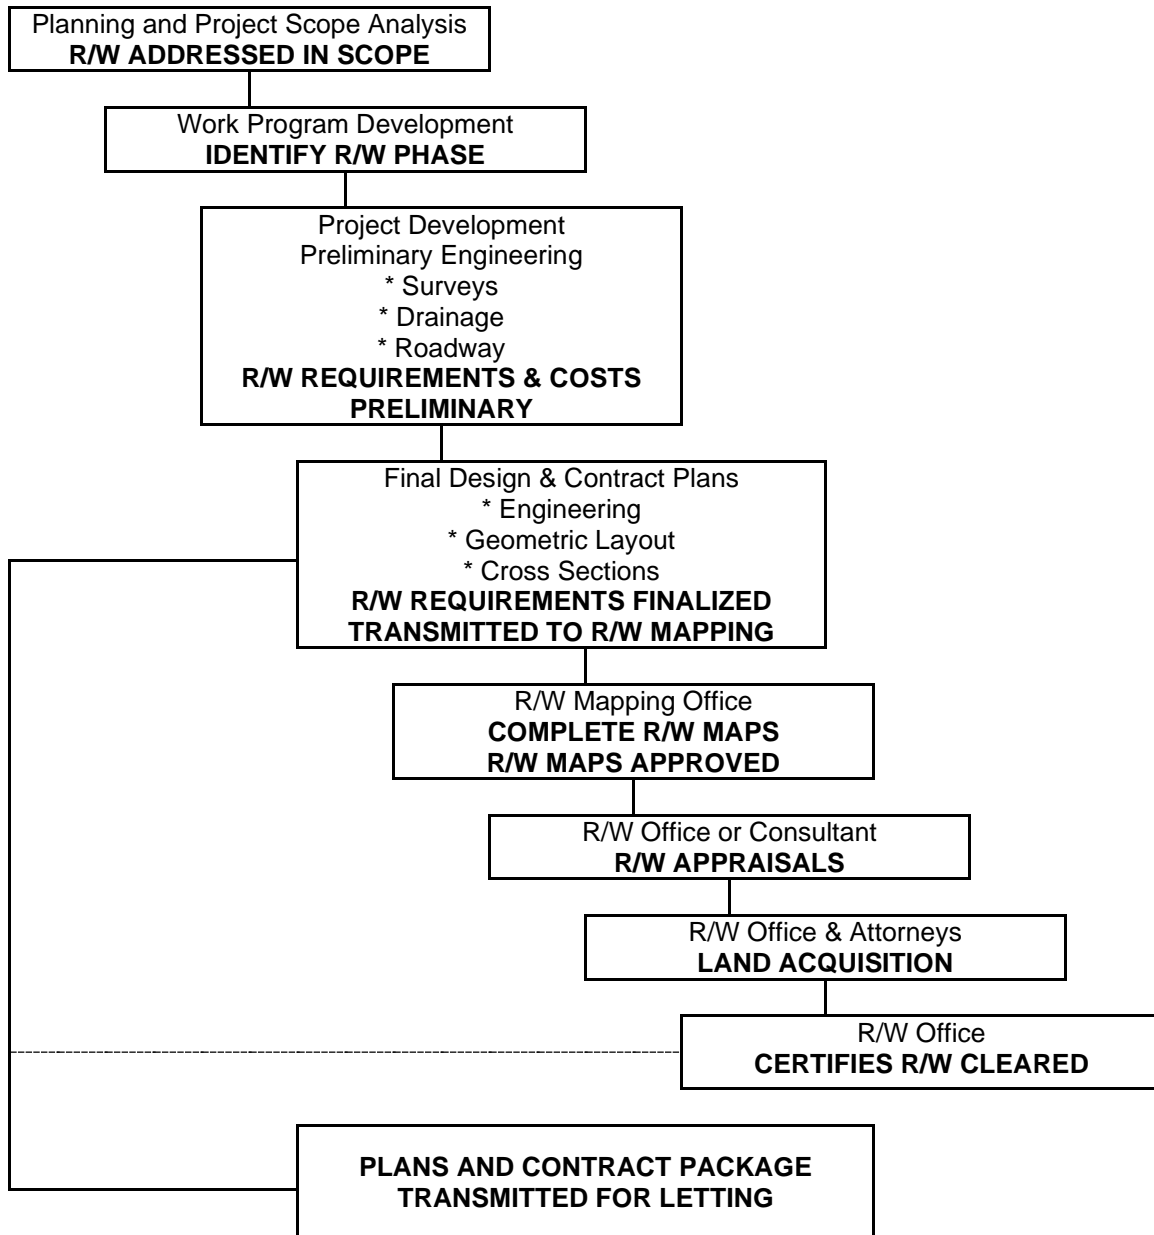 Planning and Project Scope Analysis
R/W ADDRESSED IN SCOPE
Work Program Development
IDENTIFY R/W PHASE
Project Development
Preliminary Engineering
* Surveys
* Drainage
* Roadway
R/W REQUIREMENTS & COSTS
PRELIMINARY
Final Design & Contract Plans
* Engineering
* Geometric Layout
* Cross Sections
R/W REQUIREMENTS FINALIZED
TRANSMITTED TO R/W MAPPING
R/W Mapping Office
COMPLETE R/W MAPS
R/W MAPS APPROVED
R/W Office or Consultant
R/W APPRAISALS
R/W Office & Attorneys
LAND ACQUISITION
R/W Office
CERTIFIES R/W CLEARED
PLANS AND CONTRACT PACKAGE
TRANSMITTED FOR LETTING